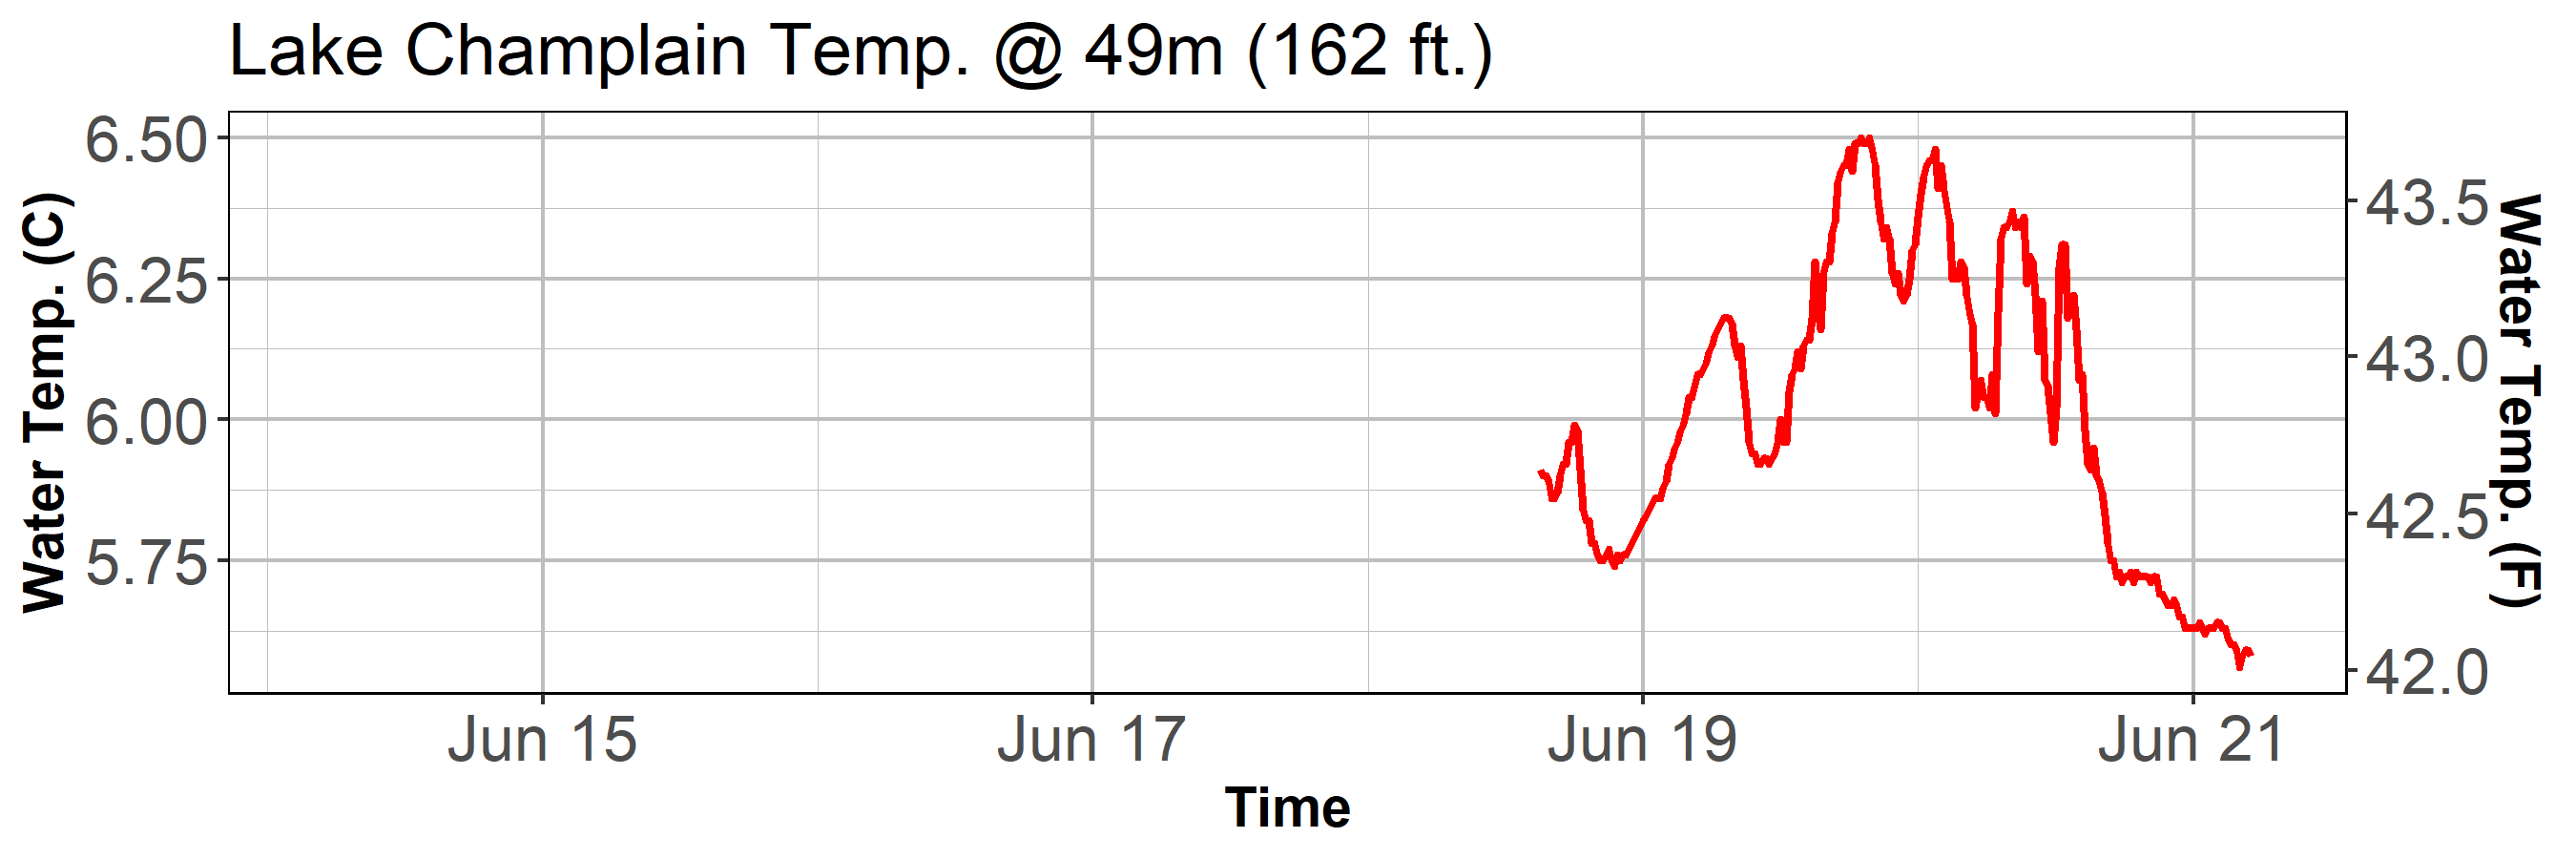 Lake Champlain Temp. @ 49m (162 ft.)
Water Temp. (C)
6.50
6.25
6.00
5.75
43.5
43.0
42.5
42.0
Water Temp. (F)
Jun 15
Jun 17
Jun 19
Jun 21
Time